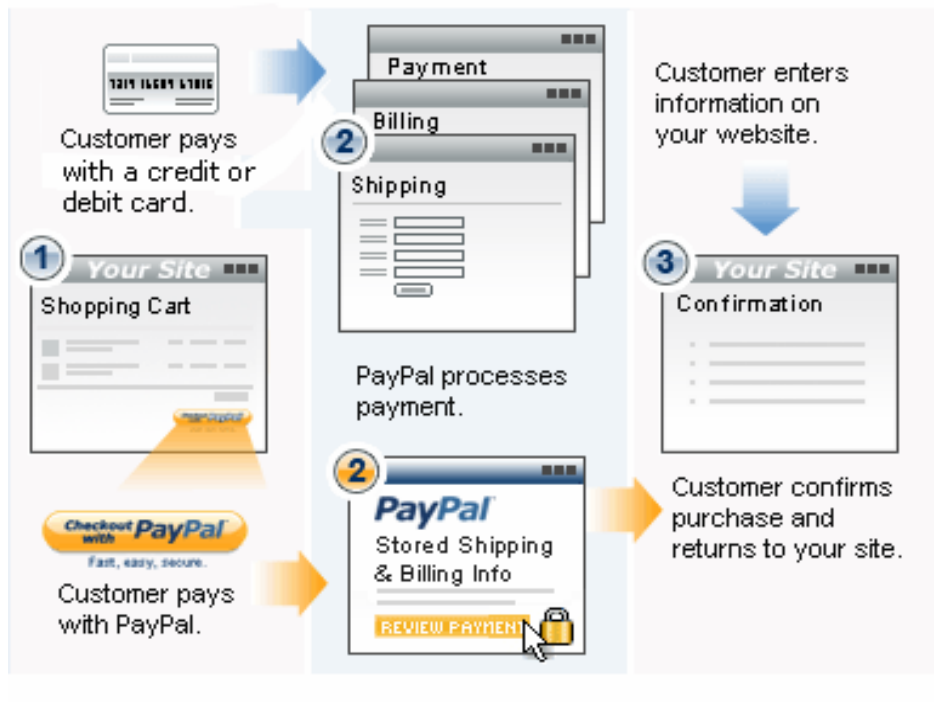 Customer pays
with a credit or
debit card.
1
Your Site
Shopping Cart
Checkout with PayPal
Fast, easy, secure.
Customer pays
with PayPal.
Payment
Billing
2
Shipping
PayPal processes
payment.
2
PayPal
Stored Shipping
& Billing Info
REVIEW PAYMENT
Customer enters
information on
your website.
3
Your Site
Confirmation
Customer confirms
purchase and
returns to your site.